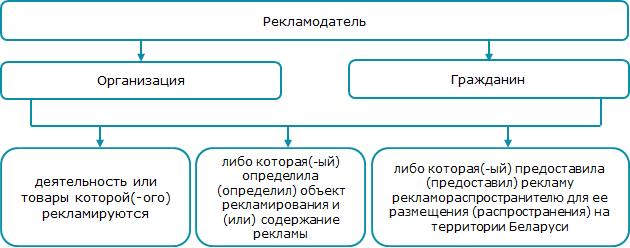 Рекламодатель
Организация
Гражданин
деятельность или
товары которой(-ого)
рекламируются
либо которая(-ый)
определила
(определил) объект
рекламирования и
(или) содержание
рекламы
либо которая(-ый) предоставила
(предоставил) рекламу
рекламораспространителю для ее
размещения (распространения) на
территории Беларуси